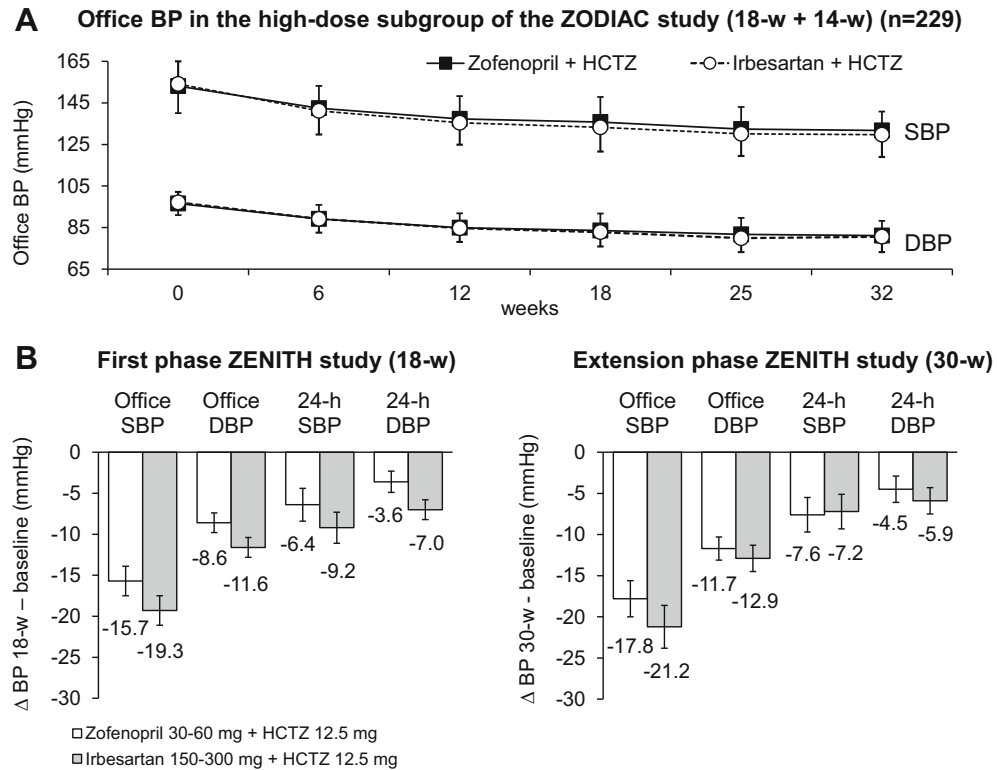 A Office BP in the high-dose subgroup of the ZODIAC study (18-w + 14-w) (n=229)
Zofenopril + HCTZ
Irbesartan + HCTZ
Office BP (mmHg)
165
145
125
105
85
65
SBP
DBP
0 6 12 18 25 32
weeks
B First phase ZENITH study (18-w)
Office SBP
Office DBP
24-h SBP
24-h DBP
Δ BP 18-w – baseline (mmHg)
0
-5
-10
-15
-20
-25
-30
-15.7
-19.3
-8.6
-11.6
-6.4
-9.2
-3.6
-7.0
Zofenopril 30-60 mg + HCTZ 12.5 mg
Irbesartan 150-300 mg + HCTZ 12.5 mg
Extension phase ZENITH study (30-w)
Office SBP
Office DBP
24-h SBP
24-h DBP
Δ BP 30-w - baseline (mmHg)
0
-5
-10
-15
-20
-25
-30
-17.8
-21.2
-11.7
-12.9
-7.6
-7.2
-4.5
-5.9